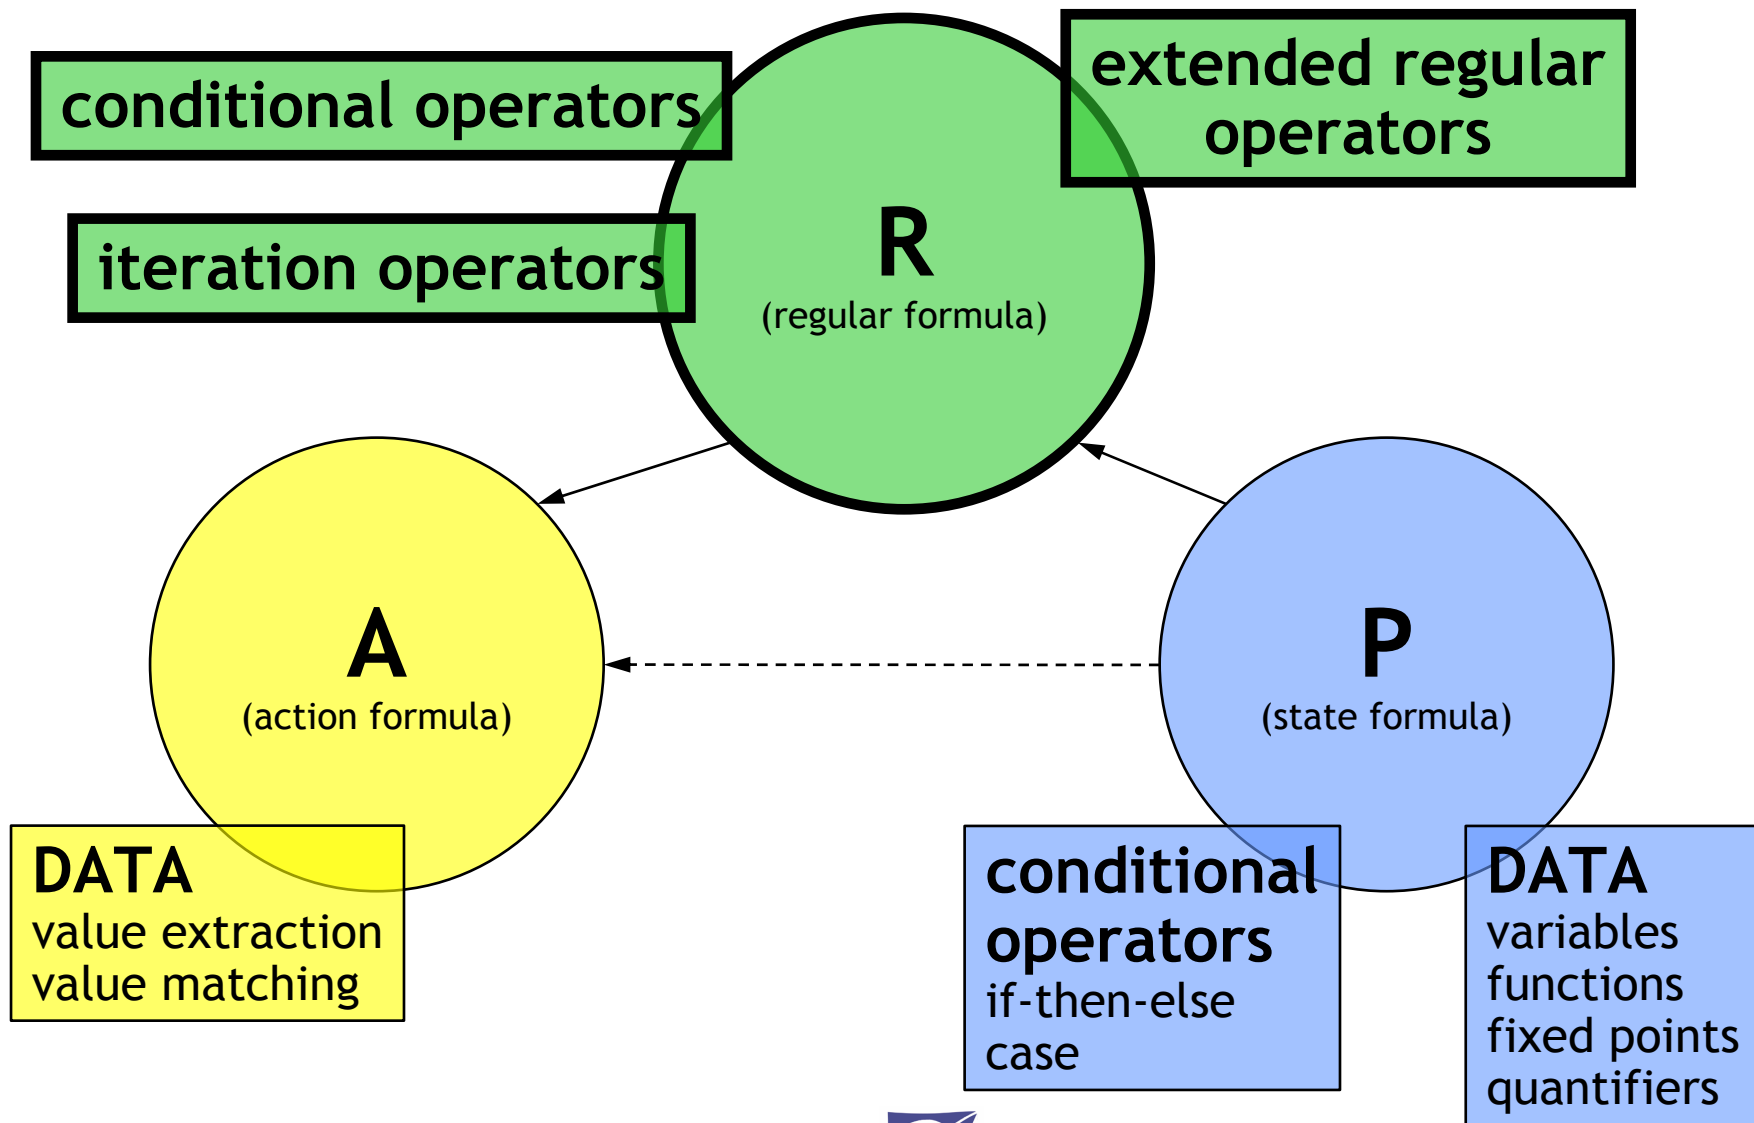 conditional operators
extended regular
operators
iteration operators
R
(regular formula)
A
(action formula)
P
(state formula)
DATA
value extraction
value matching
conditional
operators
if-then-else
case
DATA
variables
functions
fixed points
quantifiers